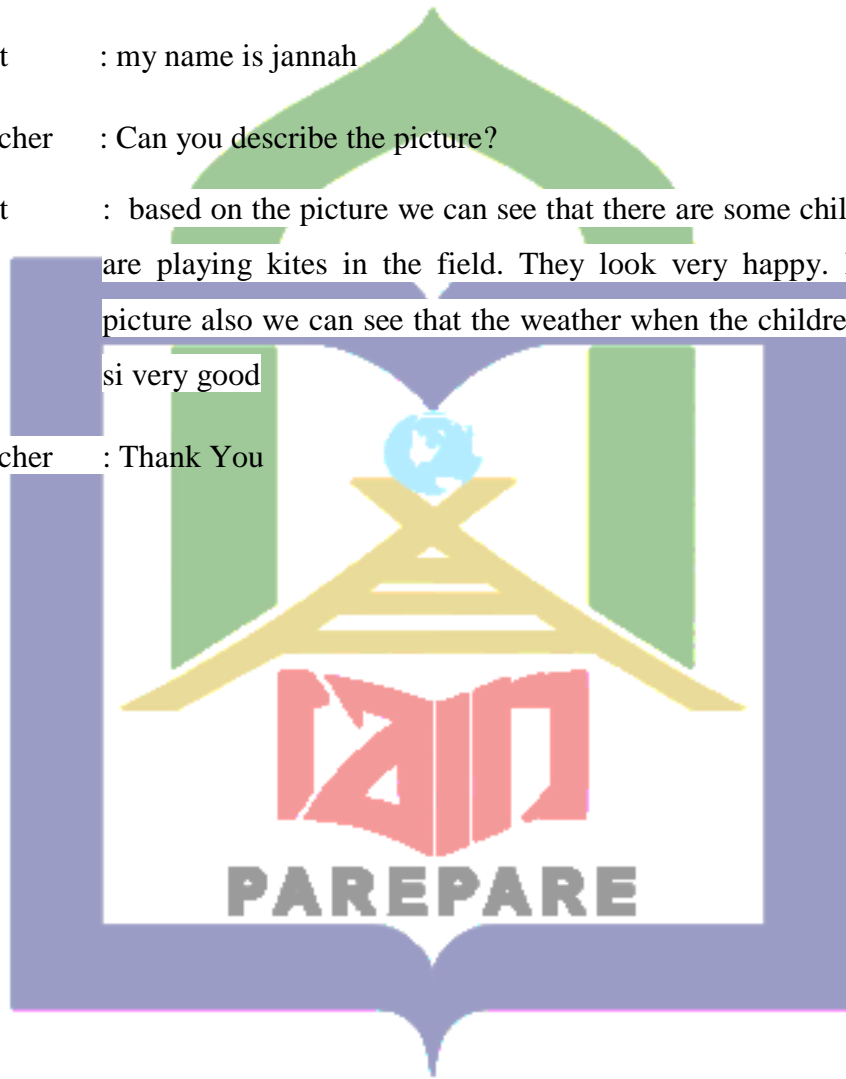 t : my name is jannah
cher : Can you describe the picture?
t : based on the picture we can see that there are some chil
are playing kites in the field. They look very happy.
picture also we can see that the weather when the childre
si very good
cher : Thank You
iain
PAREPARE